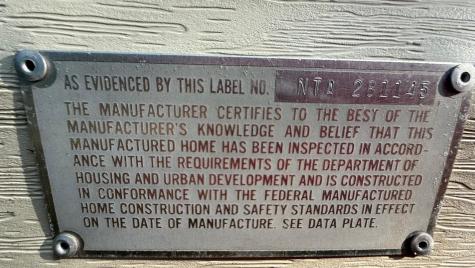 AS EVIDENCED BY THIS LABEL NO. NTA 281145
THE MANUFACTURER CERTIFIES TO THE BESY OF THE
MANUFACTURER'S KNOWLEDGE AND BELIEF THAT THIS
MANUFACTURED HOME HAS BEEN INSPECTED IN ACCORD-
ANCE WITH THE REQUIREMENTS OF THE DEPARTMENT OF
HOUSING AND URBAN DEVELOPMENT AND IS CONSTRUCTED
IN CONFORMANCE WITH THE FEDERAL MANUFACTURED
HOME CONSTRUCTION AND SAFETY STANDARDS IN EFFECT
ON THE DATE OF MANUFACTURE. SEE DATA PLATE.